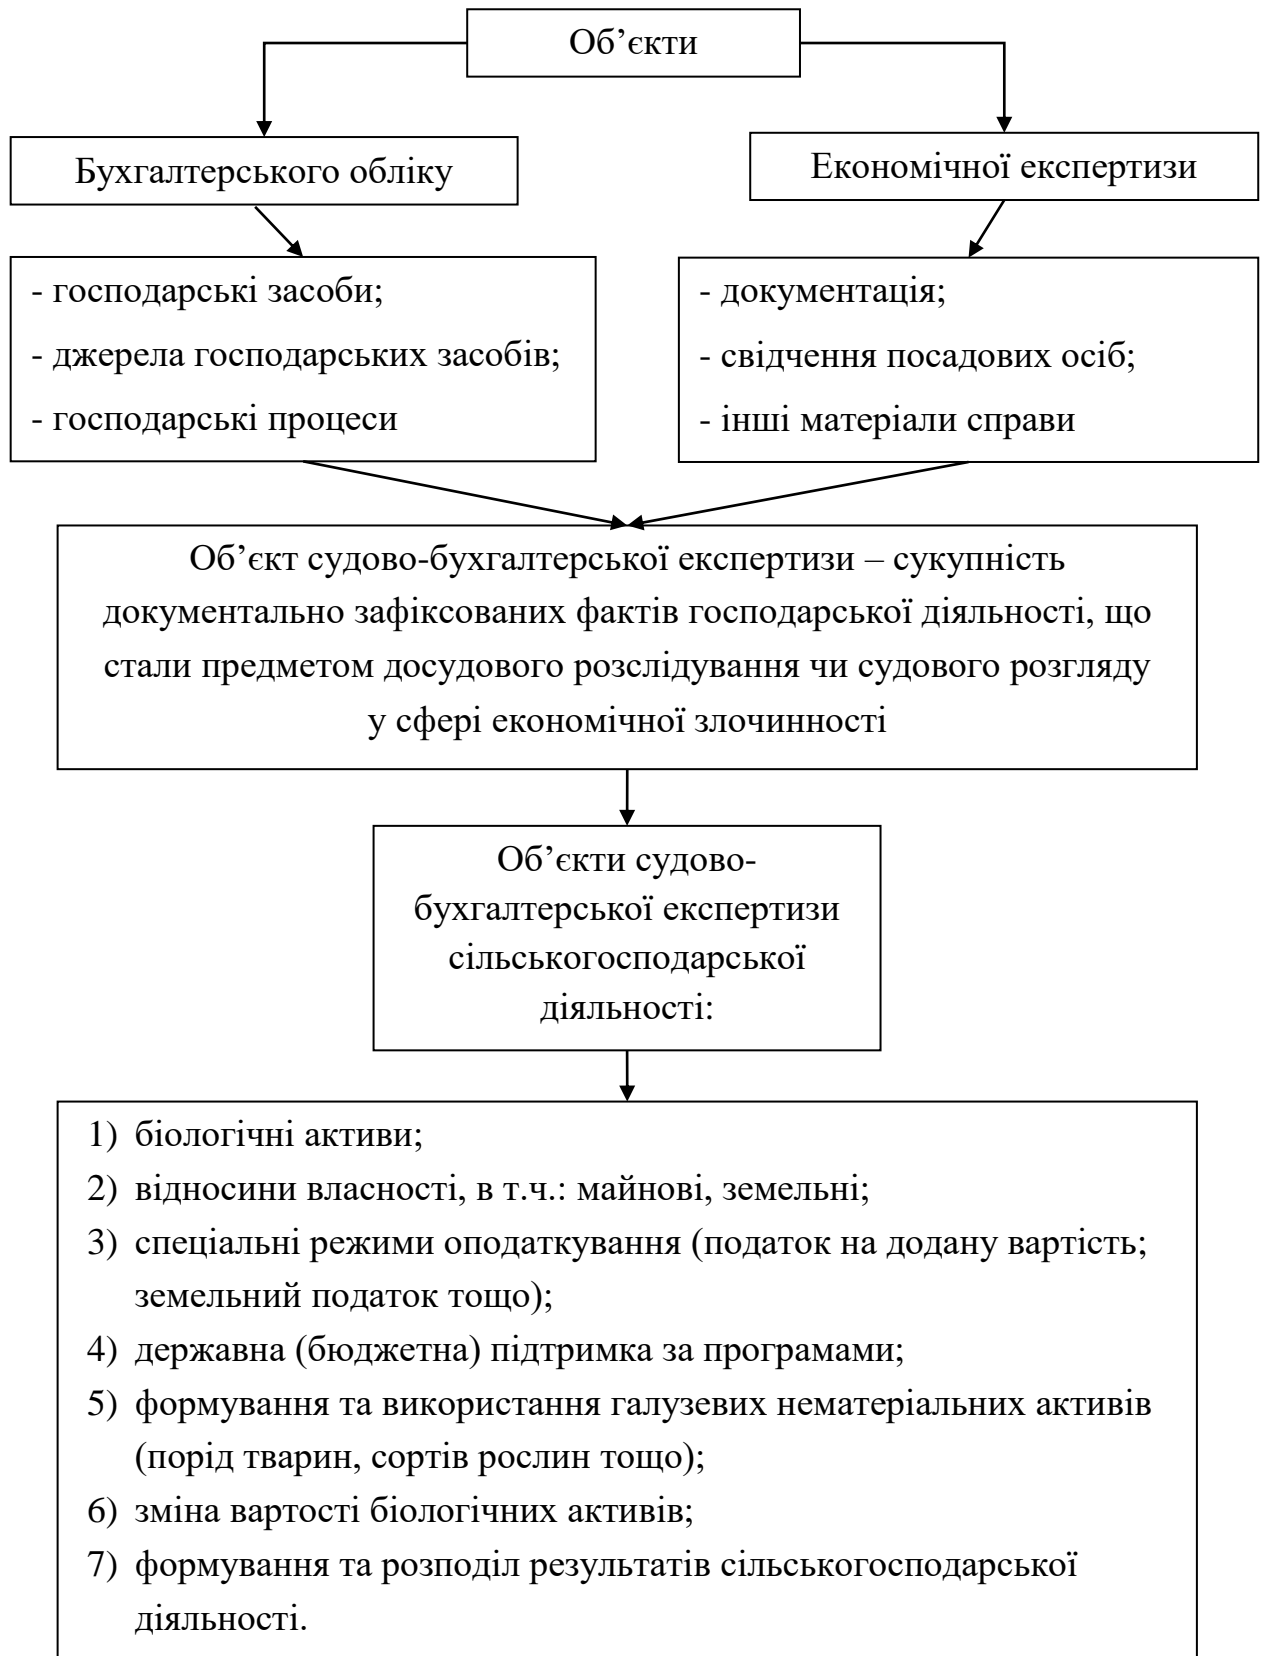 Об’єкти
Бухгалтерського обліку
Економічної експертизи
- господарські засоби;
- джерела господарських засобів;
- господарські процеси
- документація;
- свідчення посадових осіб;
- інші матеріали справи
Об’єкт судово-бухгалтерської експертизи – сукупність
документально зафіксованих фактів господарської діяльності, що
стали предметом досудового розслідування чи судового розгляду
у сфері економічної злочинності
Об’єкти судово-
бухгалтерської експертизи
сільськогосподарської
діяльності:
1) біологічні активи;
2) відносини власності, в т.ч.: майнові, земельні;
3) спеціальні режими оподаткування (податок на додану вартість;
земельний податок тощо);
4) державна (бюджетна) підтримка за програмами;
5) формування та використання галузевих нематеріальних активів
(порід тварин, сортів рослин тощо);
6) зміна вартості біологічних активів;
7) формування та розподіл результатів сільськогосподарської
діяльності.